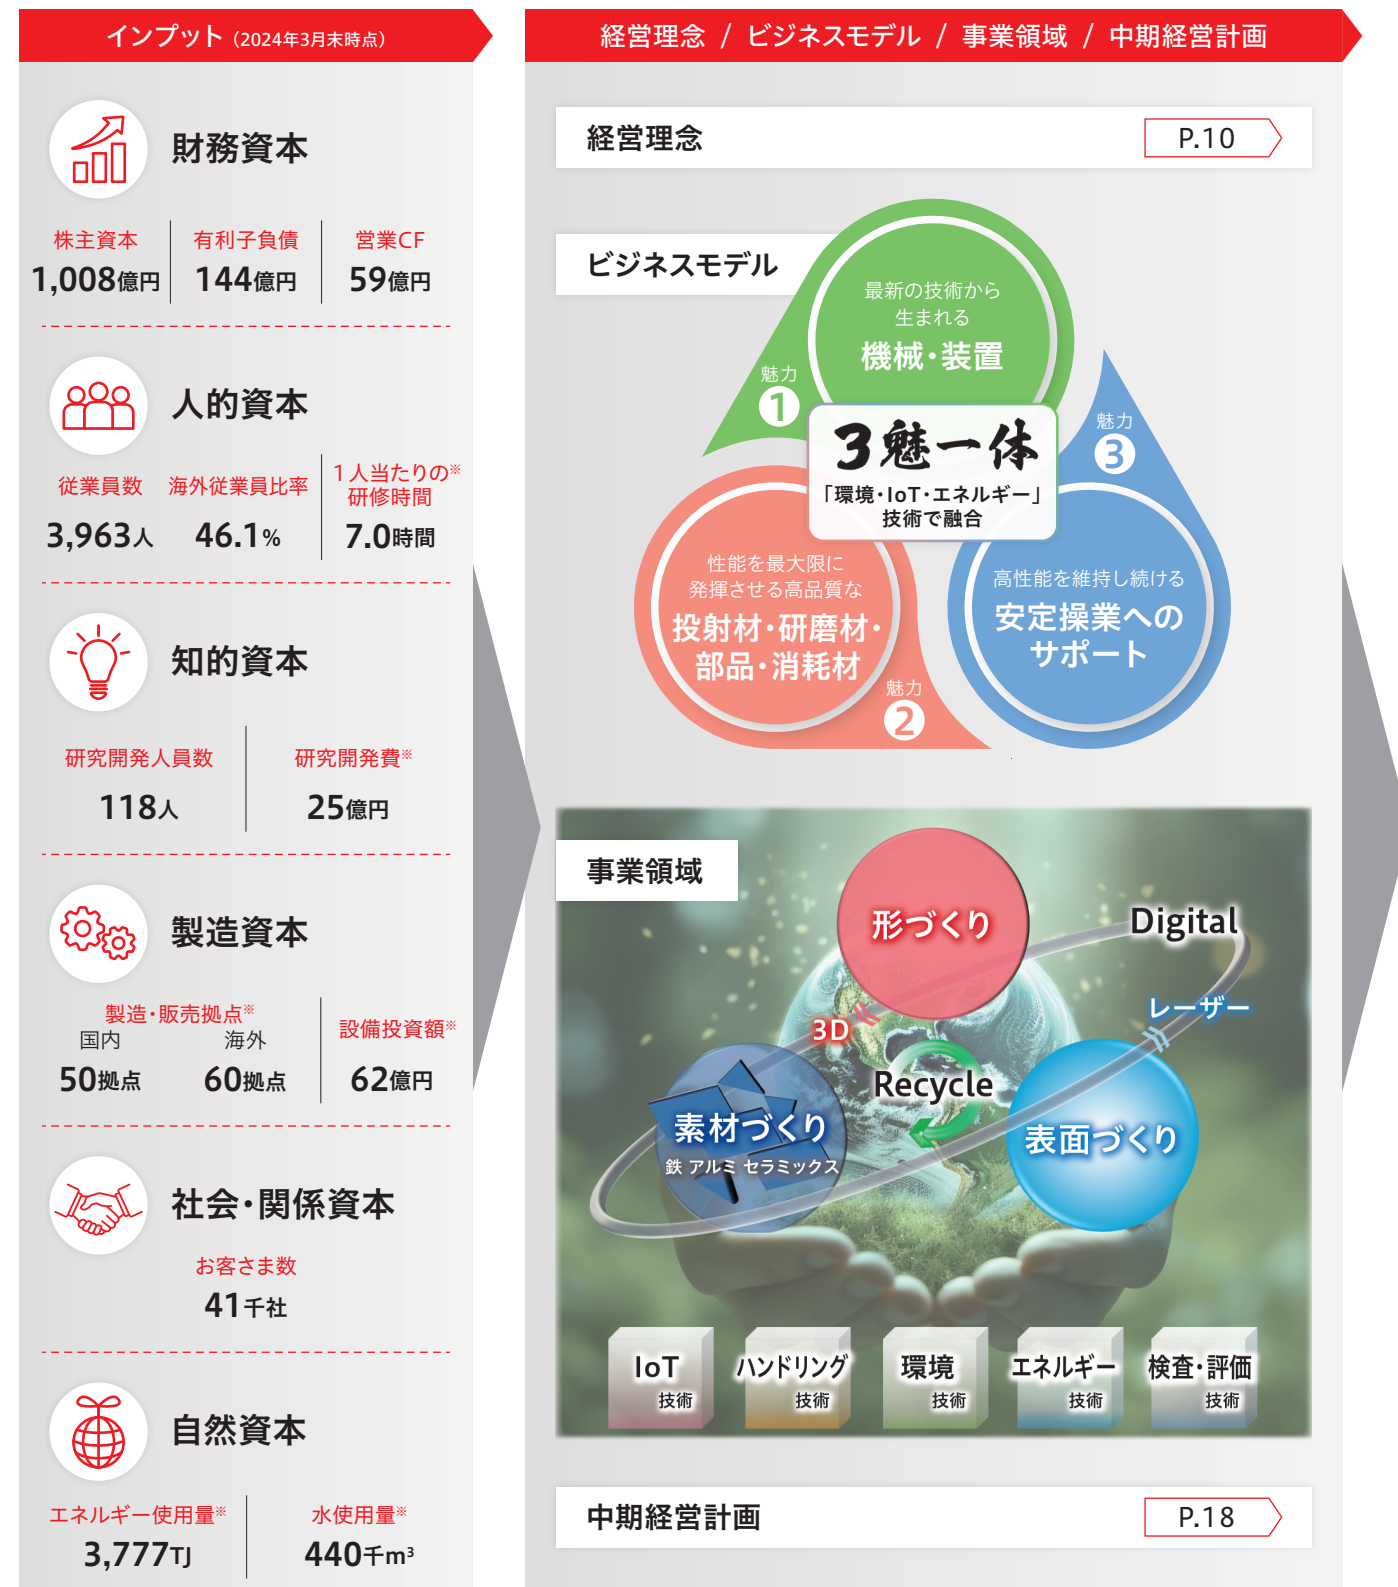 インプット（2024年3月末時点）
財務資本
株主資本
1,008億円
有利子負債
144億円
営業CF
59億円
人的資本
従業員数
3,963人
海外従業員比率
46.1%
1人当たりの※
研修時間
7.0時間
知的資本
研究開発人員数
118人
研究開発費※
25億円
製造資本
製造・販売拠点※
国内
50拠点
海外
60拠点
設備投資額※
62億円
社会・関係資本
お客さま数
41千社
自然資本
エネルギー使用量※
3,777TJ
水使用量※
440千m³
経営理念 / ビジネスモデル / 事業領域 / 中期経営計画
経営理念
P.10
ビジネスモデル
最新の技術から
生まれる
機械・装置
魅力
1
3魅一体
「環境・IoT・エネルギー」
技術で融合
魅力
3
性能を最大限に
発揮させる高品質な
投射材・研磨材・
部品・消耗材
魅力
2
高性能を維持し続ける
安定操業への
サポート
事業領域
形づくり
Digital
レーザー
3D
Recycle
素材づくり
鉄 アルミ セラミックス
表面づくり
IoT
技術
ハンドリング
技術
環境
技術
エネルギー
技術
検査・評価
技術
中期経営計画
P.18